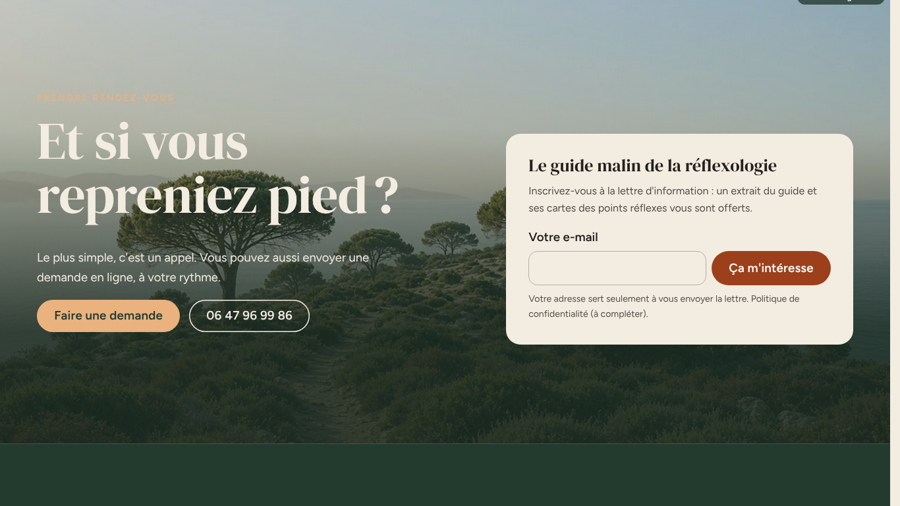 PRENDRE RENDEZ-VOUS
Et si vous
repreniez pied ?
Le plus simple, c'est un appel. Vous pouvez aussi envoyer une
demande en ligne, à votre rythme.
Faire une demande
06 47 96 99 86
Le guide malin de la réflexologie
Inscrivez-vous à la lettre d'information : un extrait du guide et
ses cartes des points réflexes vous sont offerts.
Votre e-mail
Ça m'intéresse
Votre adresse sert seulement à vous envoyer la lettre. Politique de
confidentialité (à compléter).